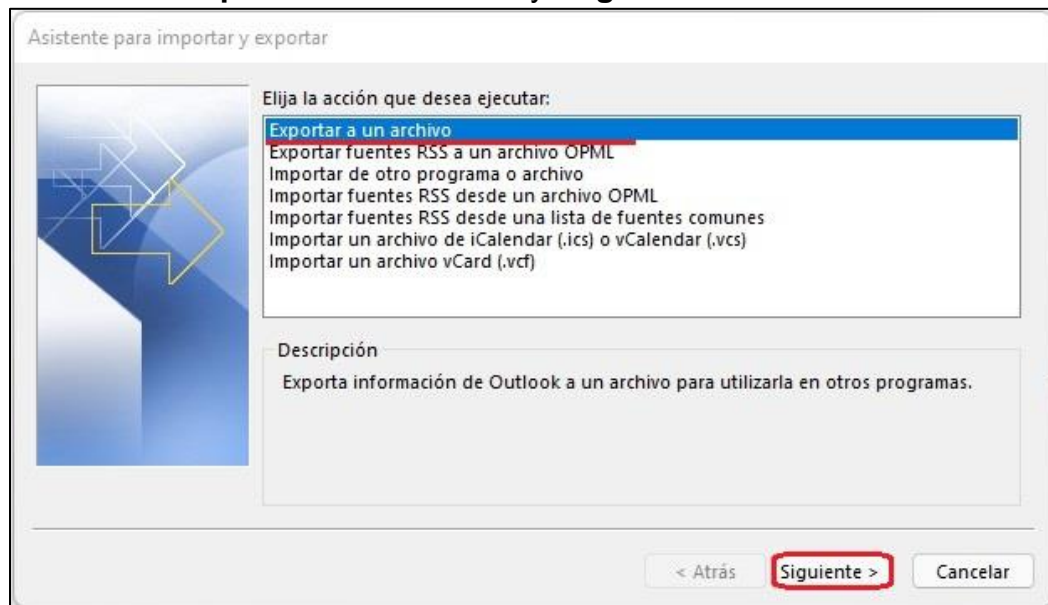 Asistente para importar y exportar
Elija la acción que desea ejecutar:
Exportar a un archivo
Exportar fuentes RSS a un archivo OPML
Importar de otro programa o archivo
Importar fuentes RSS desde un archivo OPML
Importar fuentes RSS desde una lista de fuentes comunes
Importar un archivo de iCalendar (.ics) o vCalendar (.vcs)
Importar un archivo vCard (.vcf)
Descripción
Exporta información de Outlook a un archivo para utilizarla en otros programas.
< Atrás Siguiente > Cancelar